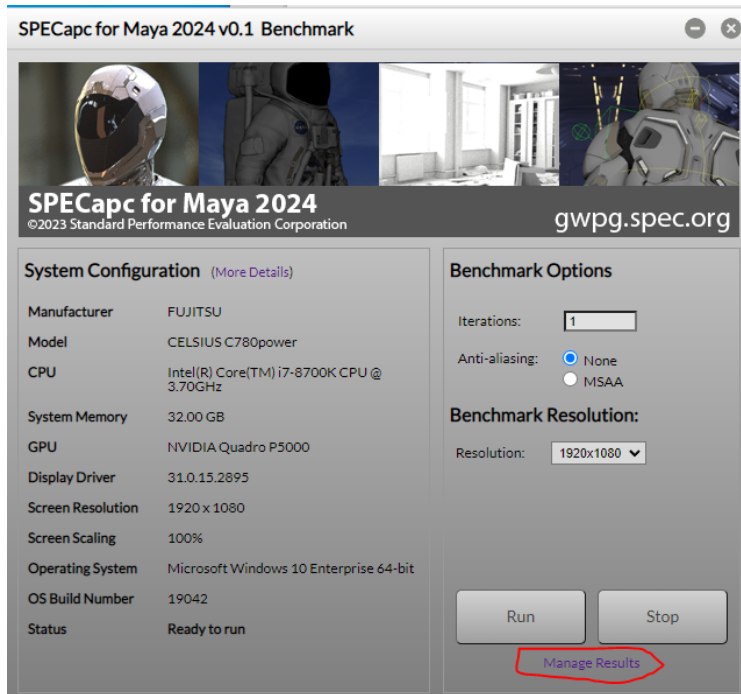 SPECapc for Maya 2024 v0.1 Benchmark
SPECapc for Maya 2024
©2023 Standard Performance Evaluation Corporation
gwpg.spec.org
System Configuration (More Details)
Manufacturer FUJITSU
Model CELSIUS C780power
CPU Intel(R) Core(TM) i7-8700K CPU @
3.70GHz
System Memory 32.00 GB
GPU NVIDIA Quadro P5000
Display Driver 31.0.15.2895
Screen Resolution 1920 x 1080
Screen Scaling 100%
Operating System Microsoft Windows 10 Enterprise 64-bit
OS Build Number 19042
Status Ready to run
Benchmark Options
Iterations: 1
Anti-aliasing: None
MSAA
Benchmark Resolution:
Resolution: 1920x1080
Run Stop
Manage Results